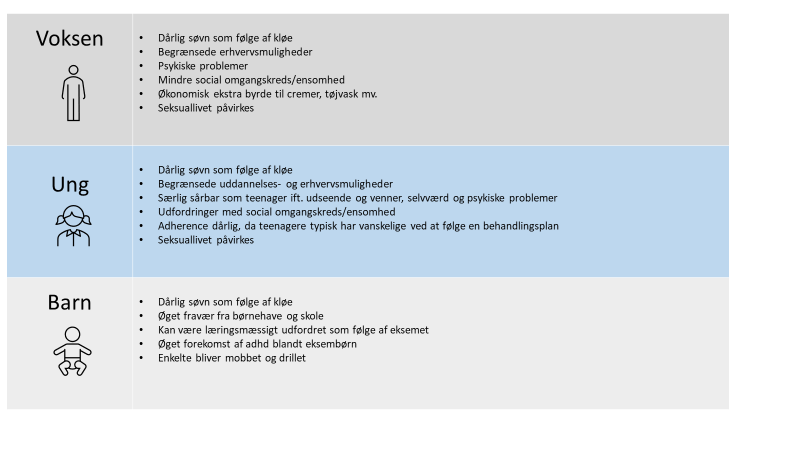 Voksen
• Dårlig søvn som følge af kløe
• Begrænsede erhvervsmuligheder
• Psykiske problemer
• Mindre social omgangskreds/ensomhed
• Økonomisk ekstra byrde til cremer, tøjvask mv.
• Seksuallivet påvirkes
Ung
• Dårlig søvn som følge af kløe
• Begrænsede uddannelses- og erhvervsmuligheder
• Særlig sårbar som teenager ift. udseende og venner, selvværd og psykiske problemer
• Udfordringer med social omgangskreds/ensomhed
• Adherence dårlig, da teenagere typisk har vanskelige ved at følge en behandlingsplan
• Seksuallivet påvirkes
Barn
• Dårlig søvn som følge af kløe
• Øget fravær fra børnehave og skole
• Kan være læringsmæssigt udfordret som følge af eksemet
• Øget forekomst af adhd blandt eksembørn
• Enkelte bliver mobbet og drillet